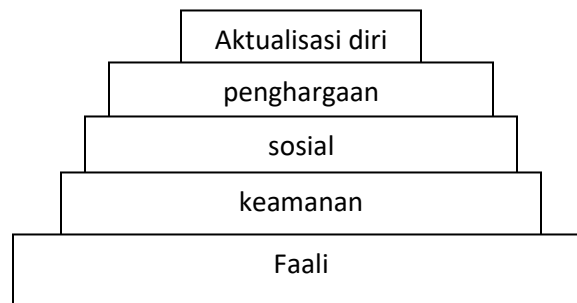 Aktualisasi diri
penghargaan
sosial
keamanan
Faali